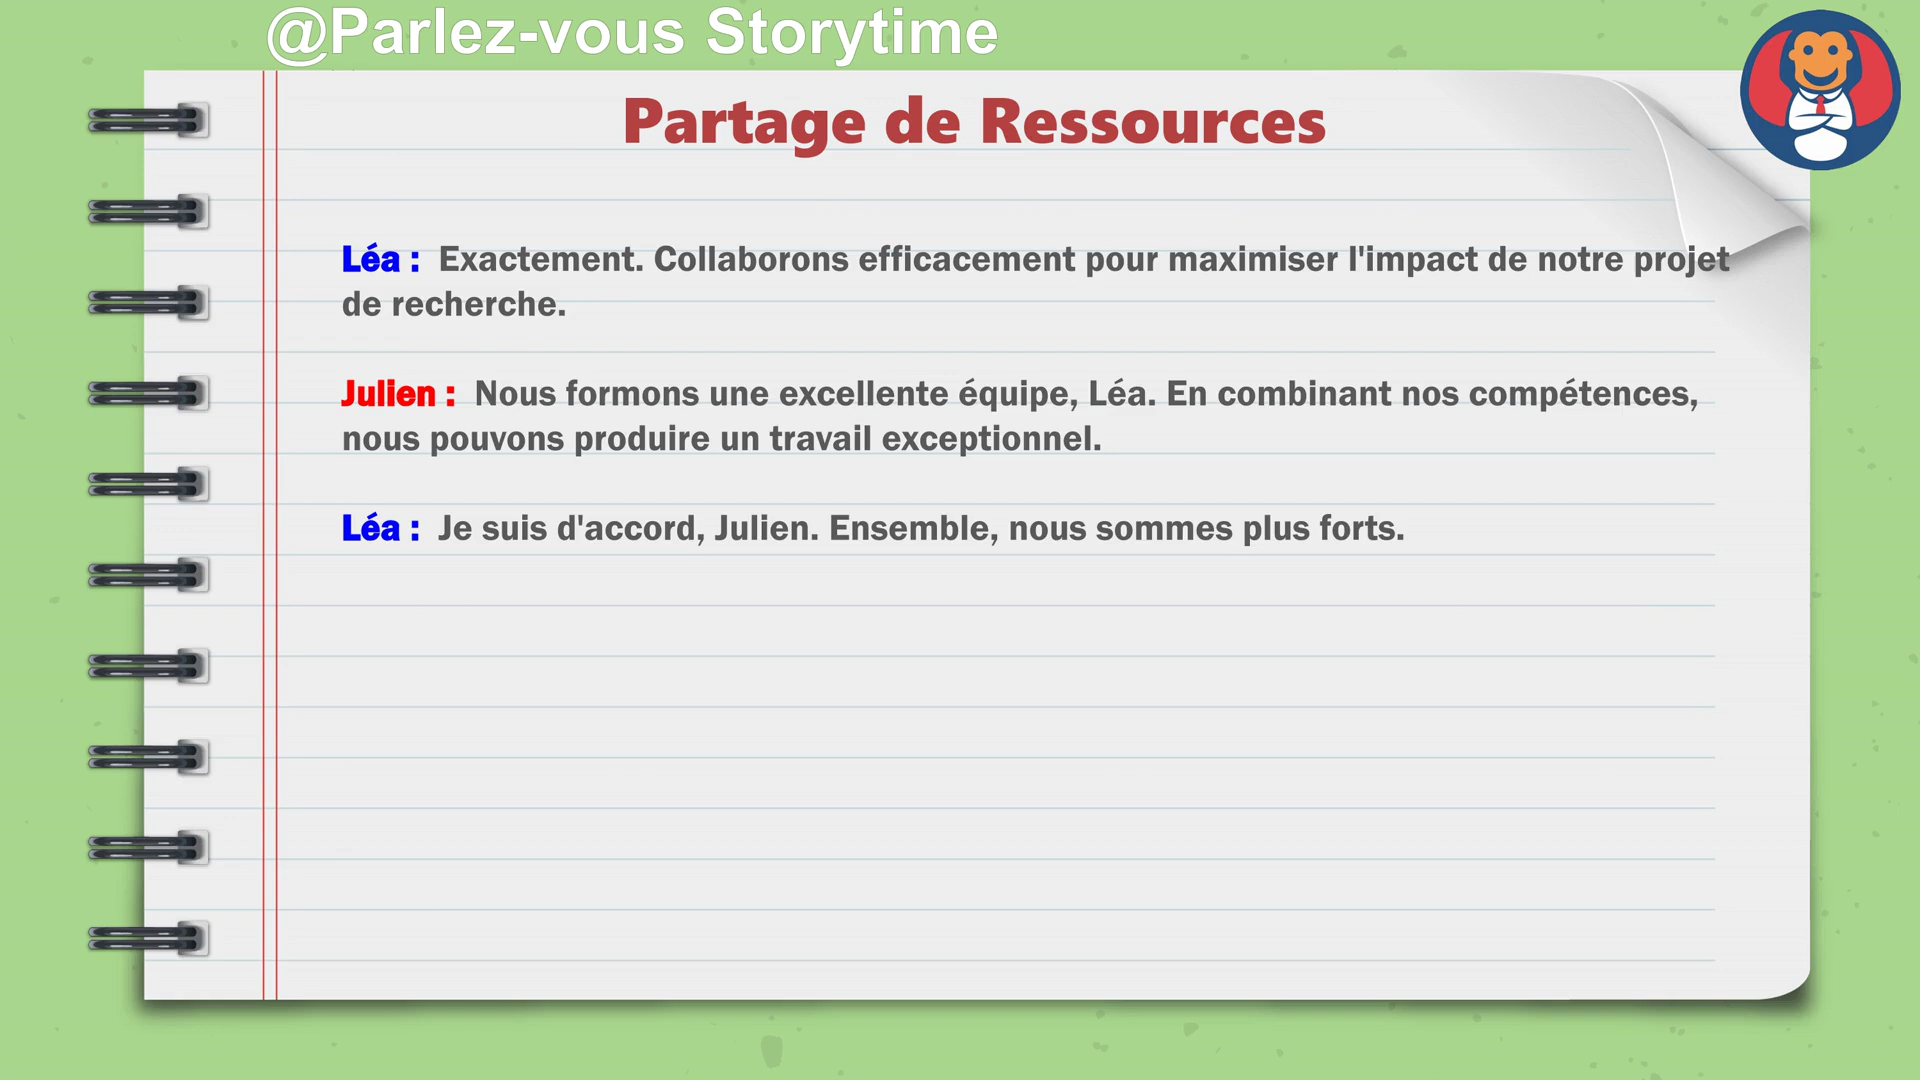 @Parlez-vous Storytime
Partage de Ressources
Léa : Exactement. Collaborons efficacement pour maximiser l'impact de notre projet
de recherche.
Julien : Nous formons une excellente équipe, Léa. En combinant nos compétences,
nous pouvons produire un travail exceptionnel.
Léa : Je suis d'accord, Julien. Ensemble, nous sommes plus forts.